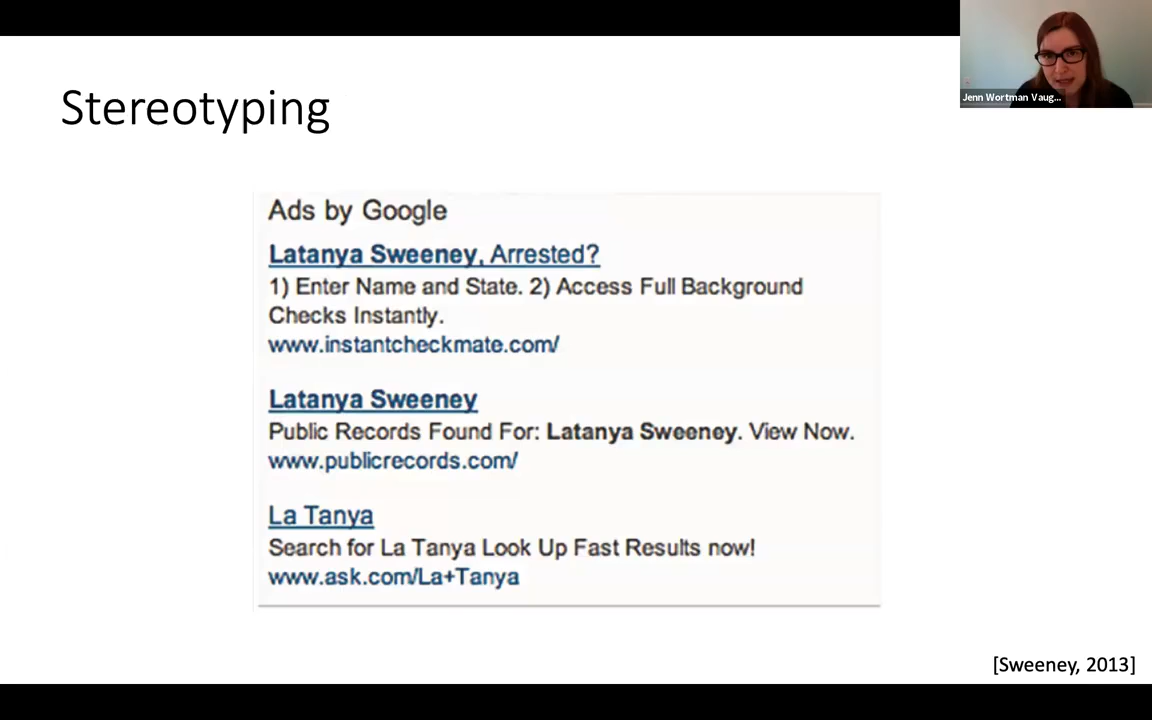 Jenn Wortman Vaug...
Stereotyping
Ads by Google
Latanya Sweeney, Arrested?
1) Enter Name and State. 2) Access Full Background
Checks Instantly.
www.instantcheckmate.com/
Latanya Sweeney
Public Records Found For: Latanya Sweeney. View Now.
www.publicrecords.com/
La Tanya
Search for La Tanya Look Up Fast Results now!
www.ask.com/La+Tanya
[Sweeney, 2013]